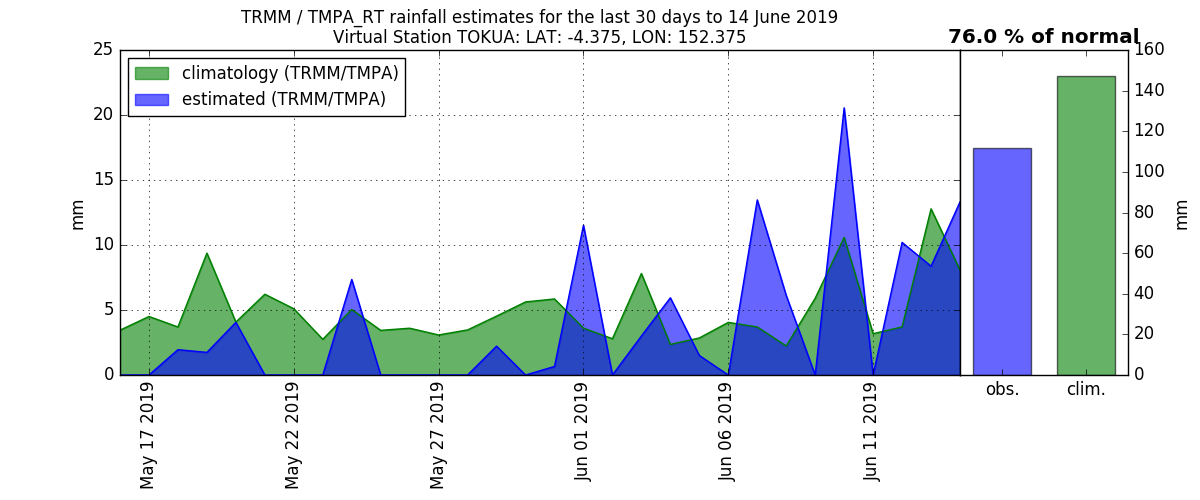 TRMM / TMPA_RT rainfall estimates for the last 30 days to 14 June 2019
Virtual Station TOKUA: LAT: -4.375, LON: 152.375
76.0 % of normal
climatology (TRMM/TMPA)
estimated (TRMM/TMPA)
25
20
15
10
5
0
mm
May 17 2019
May 22 2019
May 27 2019
Jun 01 2019
Jun 06 2019
Jun 11 2019
obs.
clim.
160
140
120
100
80
60
40
20
0
mm